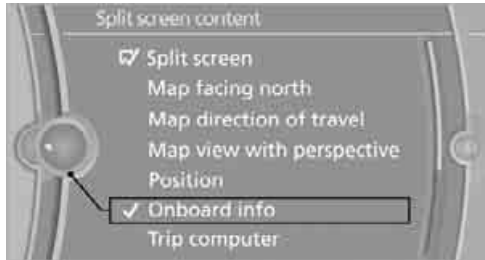 Split screen content
Split screen
Map facing north
Map direction of travel
Map view with perspective
Position
Onboard info
Trip computer